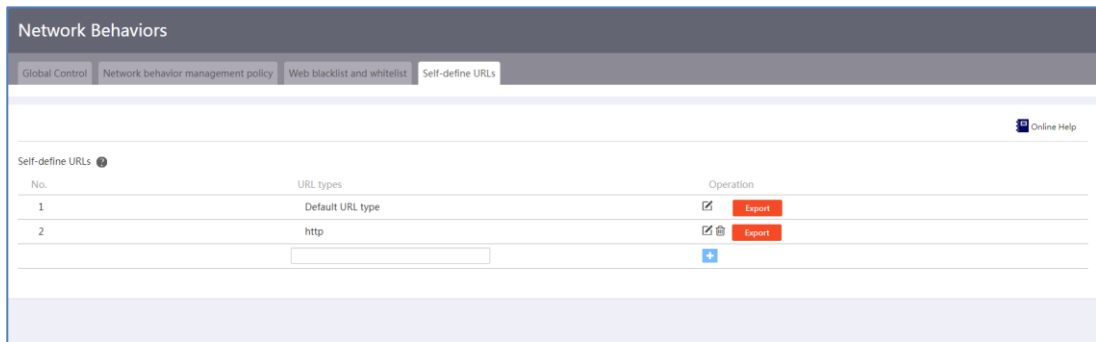 Network Behaviors
Global Control Network behavior management policy Web blacklist and whitelist Self-define URLs
Online Help
Self-define URLs ?
No. URL types Operation
1 Default URL type Export
2 http Export